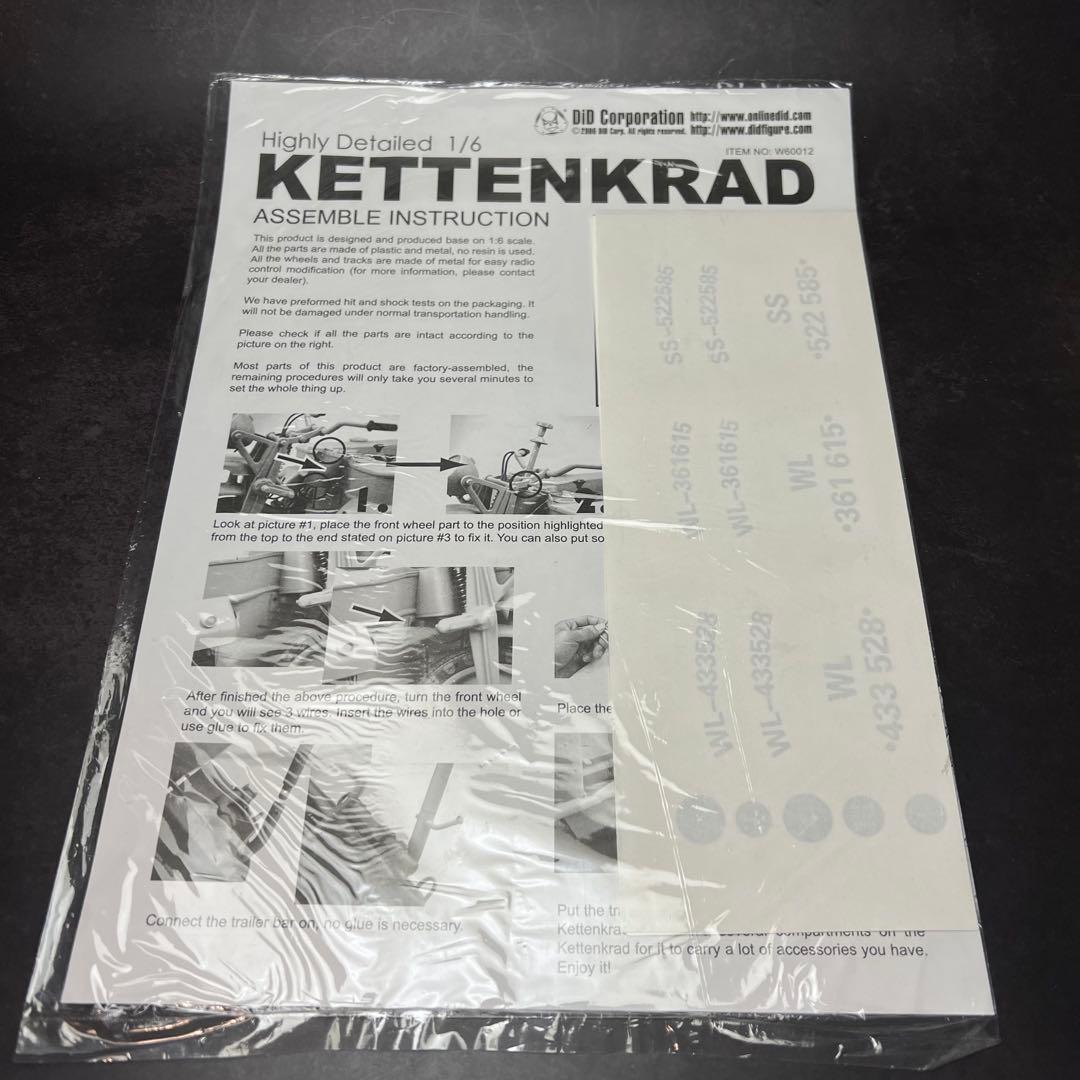 DiD Corporation http://www.onlinedid.com
©2006 DiD Corp. All rights reserved. http://www.didfigure.com
Highly Detailed 1/6
ITEM NO: W60012
KETTENKRAD
ASSEMBLE INSTRUCTION
This product is designed and produced base on 1:6 scale.
All the parts are made of plastic and metal, no resin is used.
All the wheels and tracks are made of metal for easy radio
control modification (for more information, please contact
your dealer).
We have preformed hit and shock tests on the packaging. It
will not be damaged under normal transportation handling.
Please check if all the parts are intact according to the
picture on the right.
Most parts of this product are factory-assembled, the
remaining procedures will only take you several minutes to
set the whole thing up.
1.
2.
Look at picture #1, place the front wheel part to the position highlighted
from the top to the end stated on picture #3 to fix it. You can also put so
After finished the above procedure, turn the front wheel
and you will see 3 wires. Insert the wires into the hole or
use glue to fix them.
Place the
Connect the trailer bar on, no glue is necessary.
Put the
Kettenkrad compartments on the
Kettenkrad for it to carry a lot of accessories you have.
Enjoy it!
SS-522585
SS-522585
SS
*522 585*
WL-361615
WL-361615
WL
*361 615*
WL-433528
WL-433528
WL
*433 528*